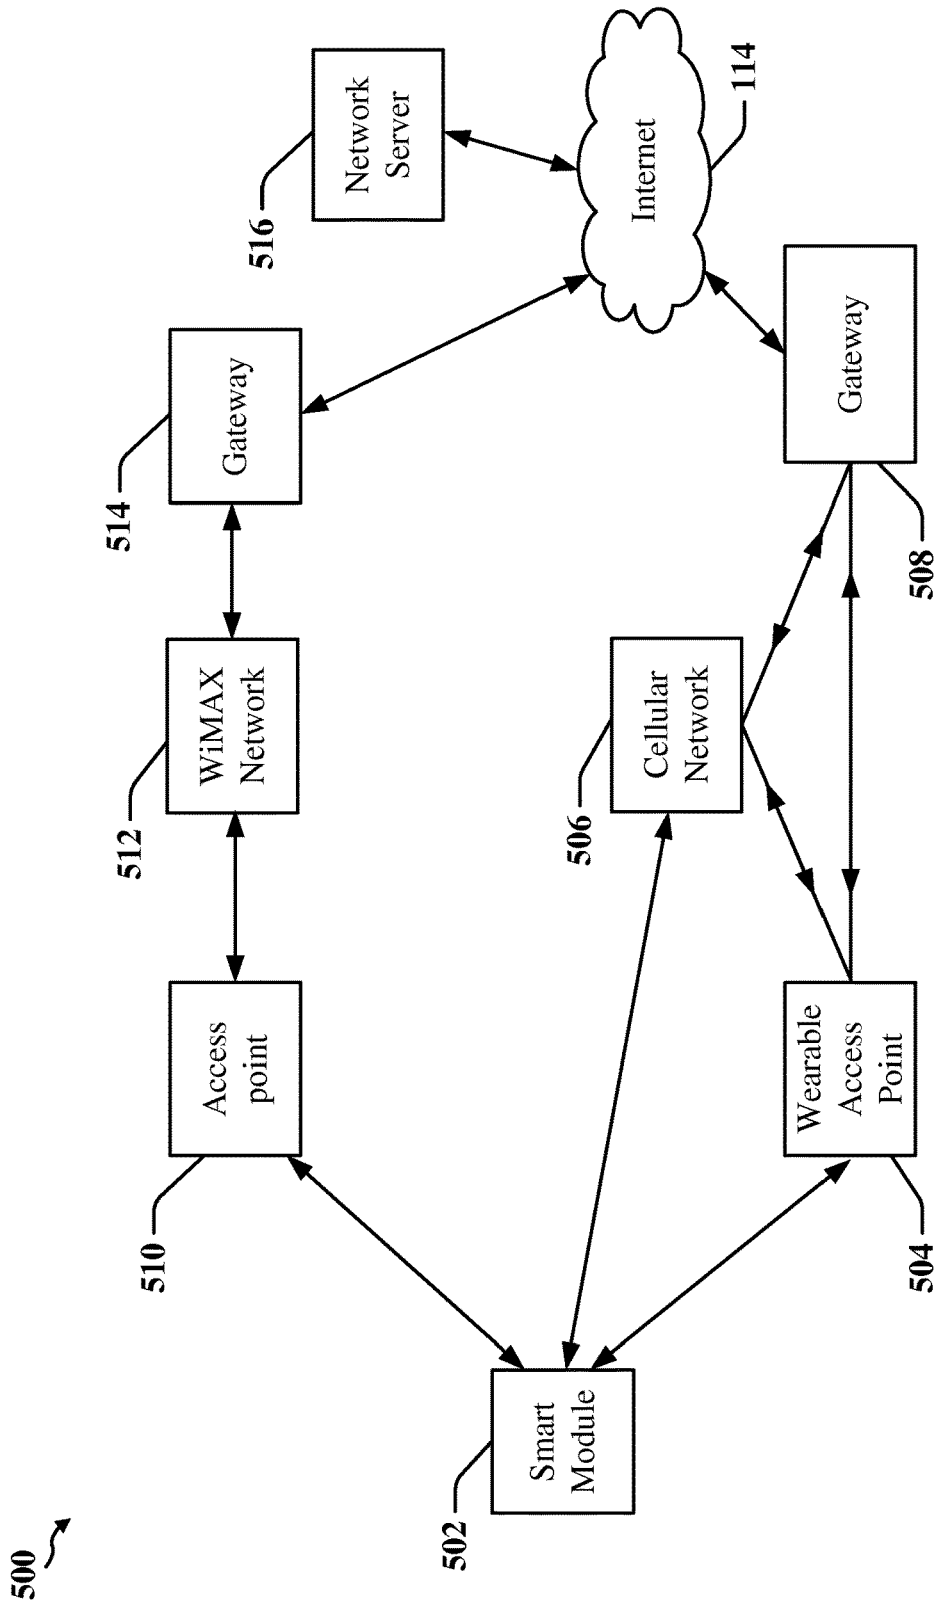 500
502
Smart
Module
510
Access
point
512
WiMAX
Network
514
Gateway
516
Network
Server
Internet
114
506
Cellular
Network
504
Wearable
Access
Point
508
Gateway